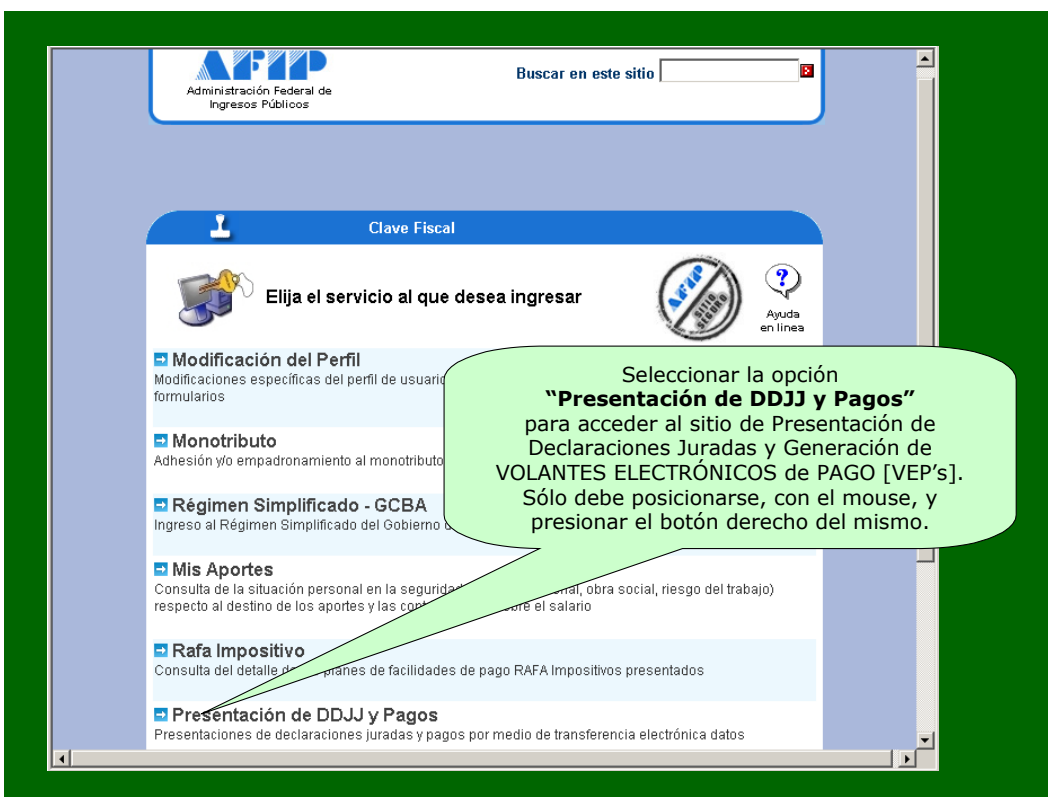 AFIP
Administración Federal de
Ingresos Públicos
Buscar en este sitio
Clave Fiscal
Elija el servicio al que desea ingresar
AFIP
SITIO
SEGURO
?
Ayuda
en linea
Modificación del Perfil
Modificaciones específicas del perfil de usuario
formularios
Monotributo
Adhesión y/o empadronamiento al monotributo
Régimen Simplificado - GCBA
Ingreso al Régimen Simplificado del Gobierno
Mis Aportes
Consulta de la situación personal en la seguridad obra social, riesgo del trabajo)
respecto al destino de los aportes y las el salario
Rafa Impositivo
Consulta del detalle planes de facilidades de pago RAFA Impositivos presentados
Presentación de DDJJ y Pagos
Presentaciones de declaraciones juradas y pagos por medio de transferencia electrónica datos
Seleccionar la opción
“Presentación de DDJJ y Pagos”
para acceder al sitio de Presentación de
Declaraciones Juradas y Generación de
VOLANTES ELECTRÓNICOS de PAGO [VEP’s].
Sólo debe posicionarse, con el mouse, y
presionar el botón derecho del mismo.